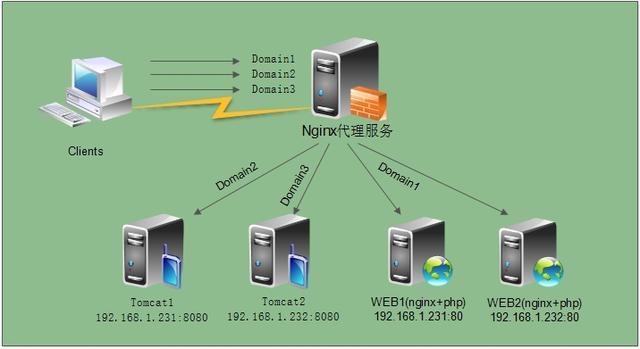 Domain1
Domain2
Domain3
Nginx代理服务
Clients
Domain2
Domain3
Domain1
Tomcat1
192.168.1.231:8080
Tomcat2
192.168.1.232:8080
WEB1(nginx+php)
192.168.1.231:80
WEB2(nginx+php)
192.168.1.232:80